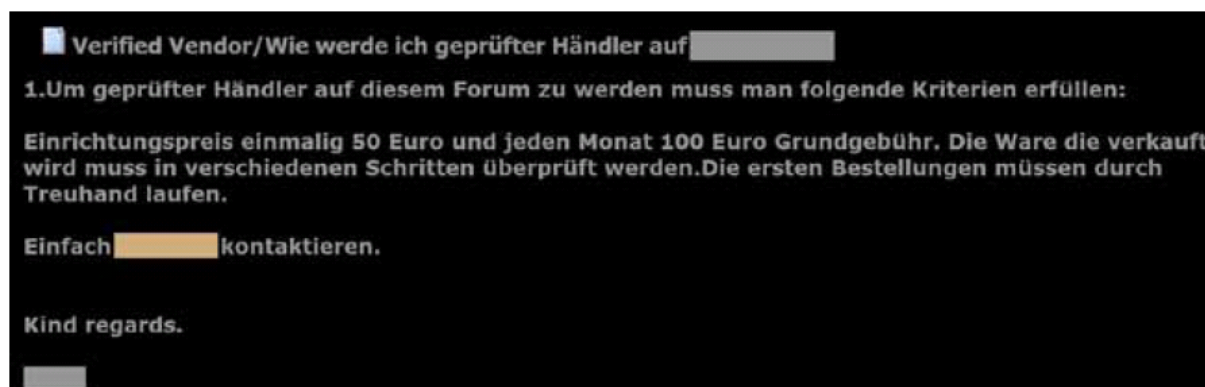 Verified Vendor/Wie werde ich geprüfter Händler auf
1.Um geprüfter Händler auf diesem Forum zu werden muss man folgende Kriterien erfüllen:
Einrichtungspreis einmalig 50 Euro und jeden Monat 100 Euro Grundgebühr. Die Ware die verkauft
wird muss in verschiedenen Schritten überprüft werden.Die ersten Bestellungen müssen durch
Treuhand laufen.
Einfach kontaktieren.
Kind regards.